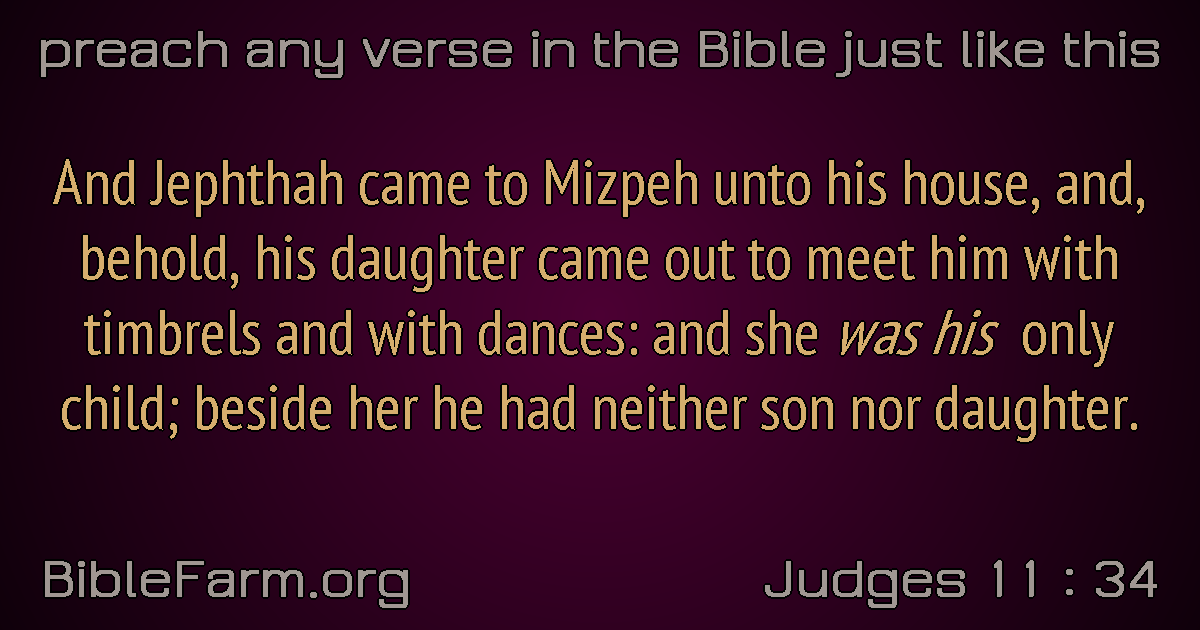 preach any verse in the Bible just like this
And Jephthah came to Mizpeh unto his house, and,
behold, his daughter came out to meet him with
timbrels and with dances: and she was his only
child; beside her he had neither son nor daughter.
BibleFarm.org
Judges 11 : 34